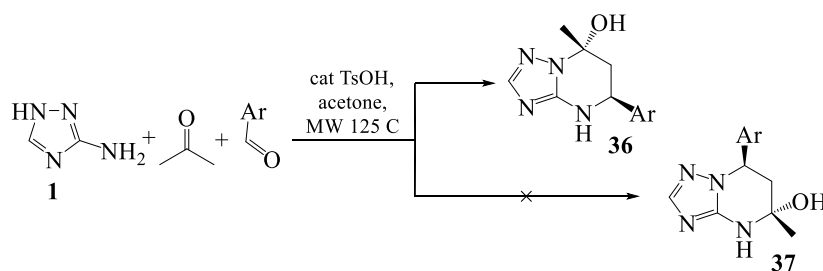 OH
N
N
N
N
H
Ar
36
cat TsOH,
acetone,
MW 125 C
HN
N
N
NH2
1
+
O
+
Ar
O
Ar
N
N
N
N
H
OH
37